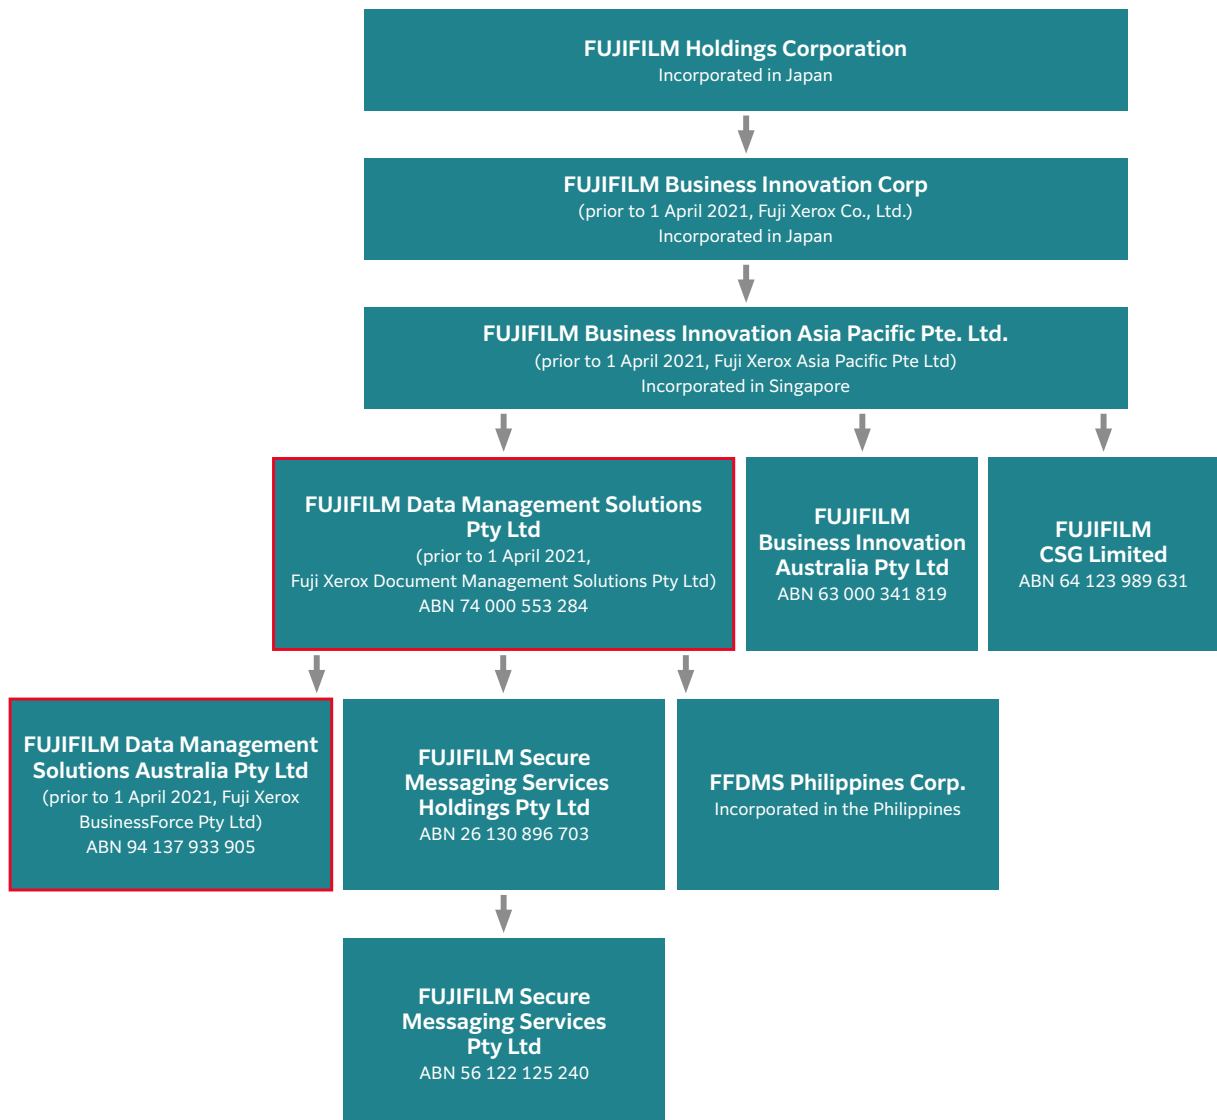 FUJIFILM Holdings Corporation
Incorporated in Japan
FUJIFILM Business Innovation Corp
(prior to 1 April 2021, Fuji Xerox Co., Ltd.)
Incorporated in Japan
FUJIFILM Business Innovation Asia Pacific Pte. Ltd.
(prior to 1 April 2021, Fuji Xerox Asia Pacific Pte Ltd)
Incorporated in Singapore
FUJIFILM Data Management Solutions
Pty Ltd
(prior to 1 April 2021,
Fuji Xerox Document Management Solutions Pty Ltd)
ABN 74 000 553 284
FUJIFILM
Business Innovation
Australia Pty Ltd
ABN 63 000 341 819
FUJIFILM
CSG Limited
ABN 64 123 989 631
FUJIFILM Data Management
Solutions Australia Pty Ltd
(prior to 1 April 2021, Fuji Xerox
BusinessForce Pty Ltd)
ABN 94 137 933 905
FUJIFILM Secure
Messaging Services
Holdings Pty Ltd
ABN 26 130 896 703
FFDMS Philippines Corp.
Incorporated in the Philippines
FUJIFILM Secure
Messaging Services
Pty Ltd
ABN 56 122 125 240